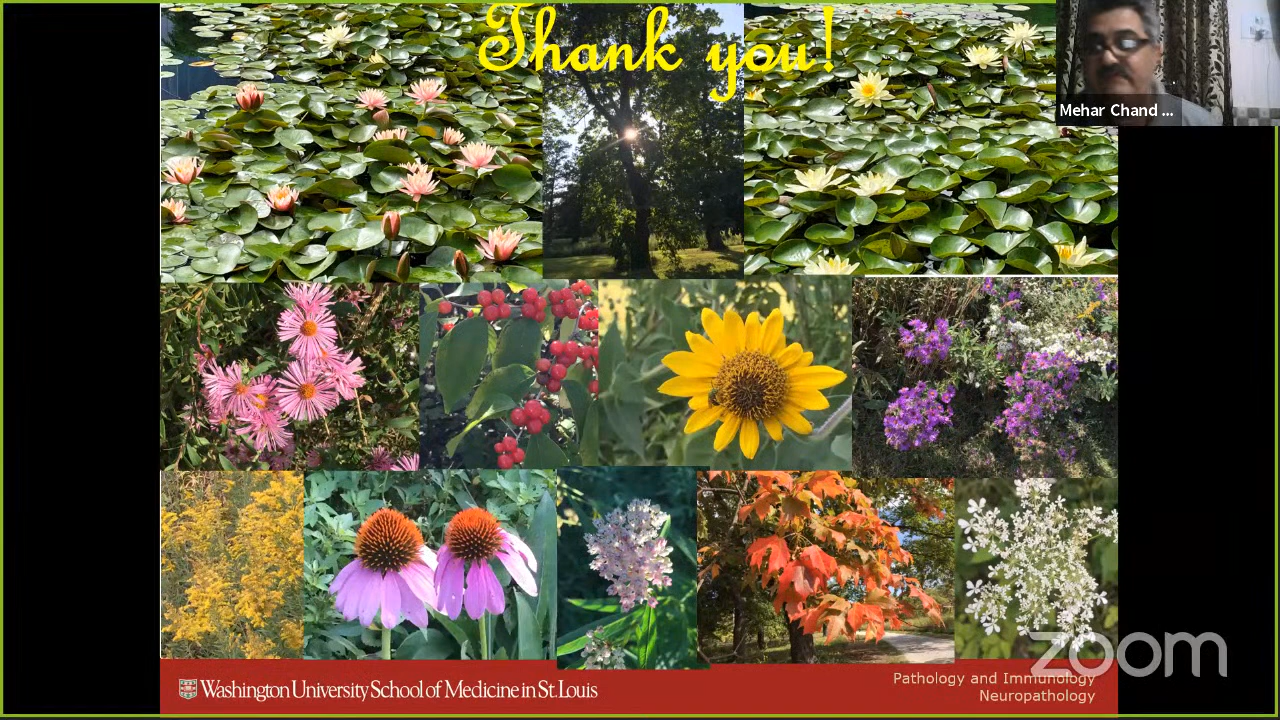 Thank you!
Mehar Chand ...
Washington University School of Medicine in St. Louis
Pathology and Immunology
Neuropathology
zoom